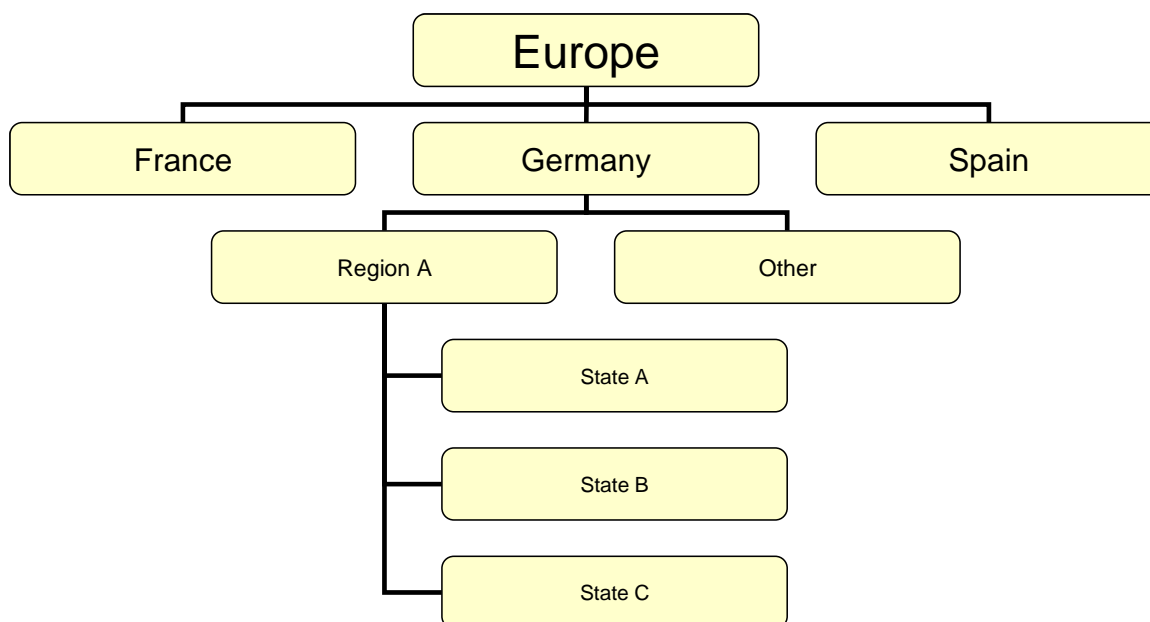 Europe
France
Germany
Spain
Region A
Other
State A
State B
State C